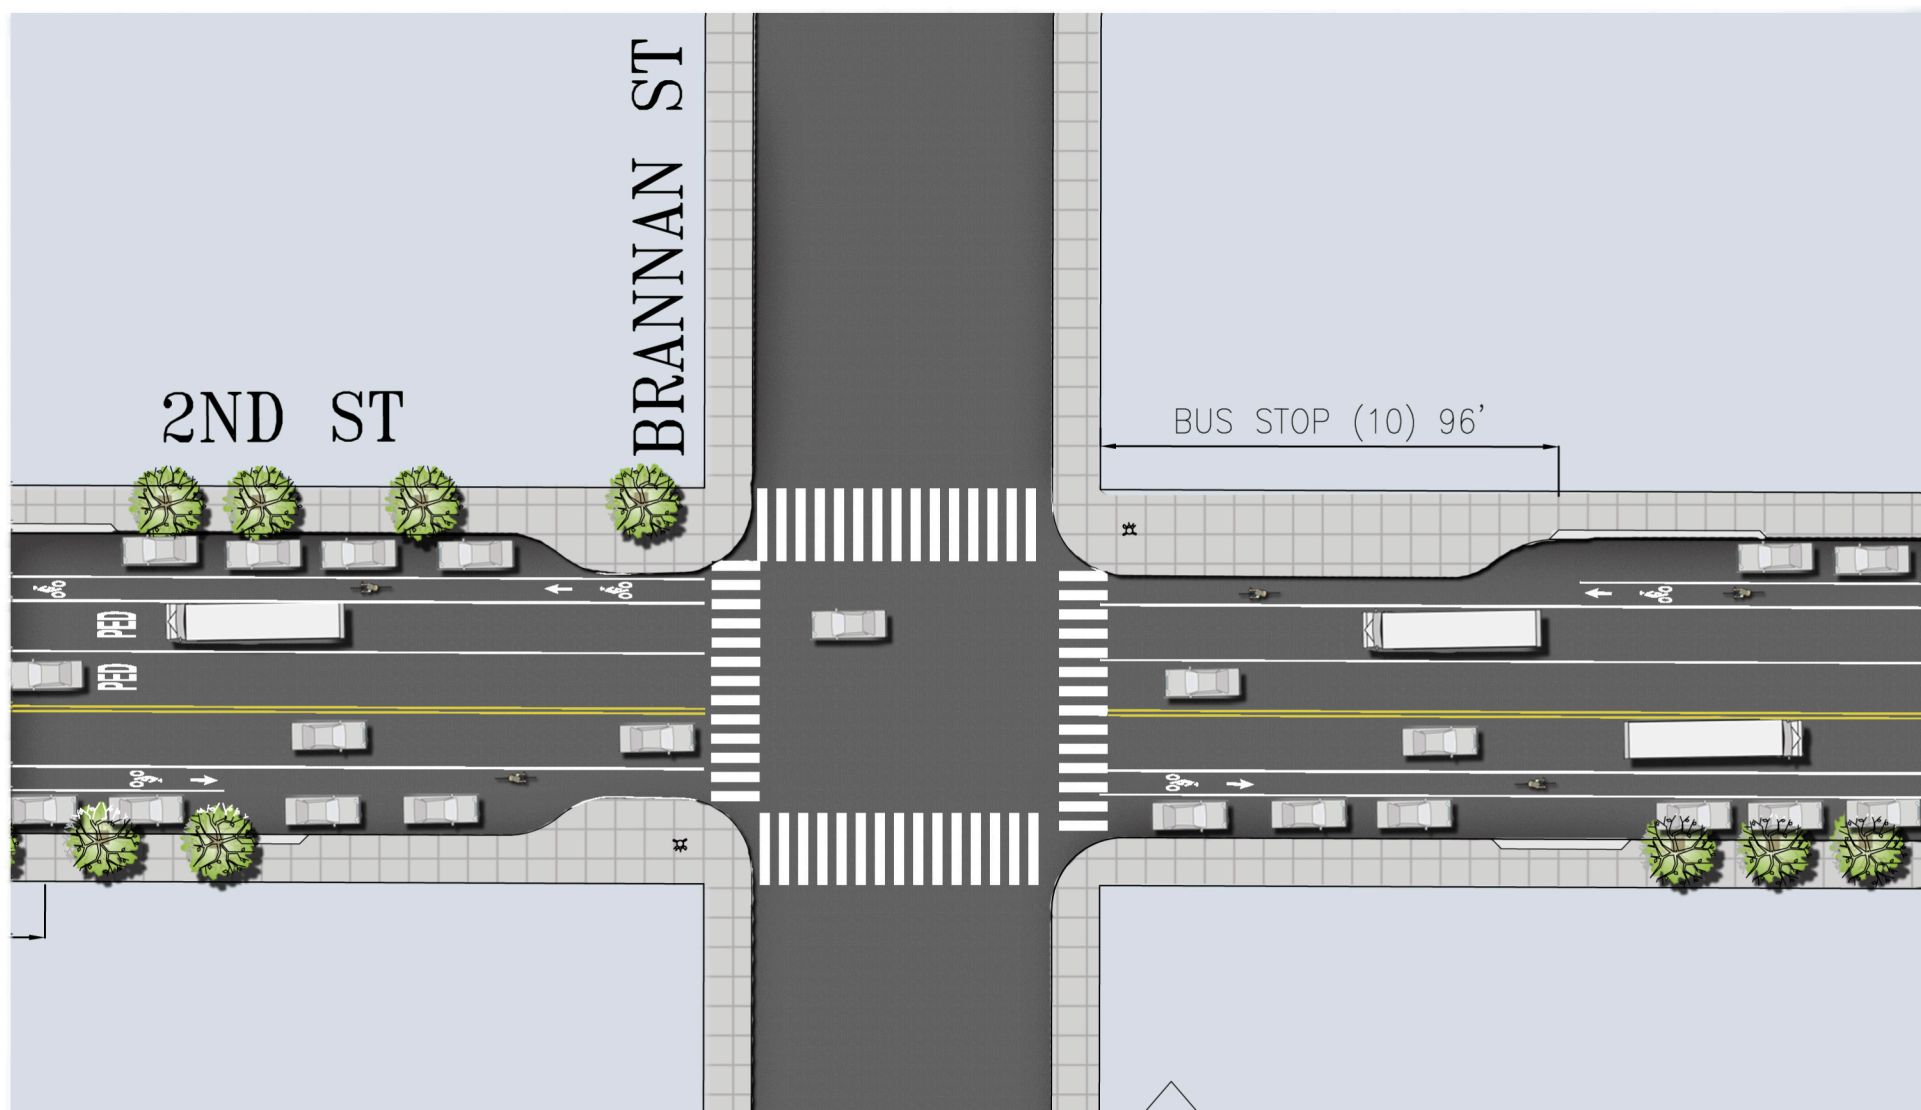 BRANNAN ST
2ND ST
BUS STOP (10) 96'
PED
PED